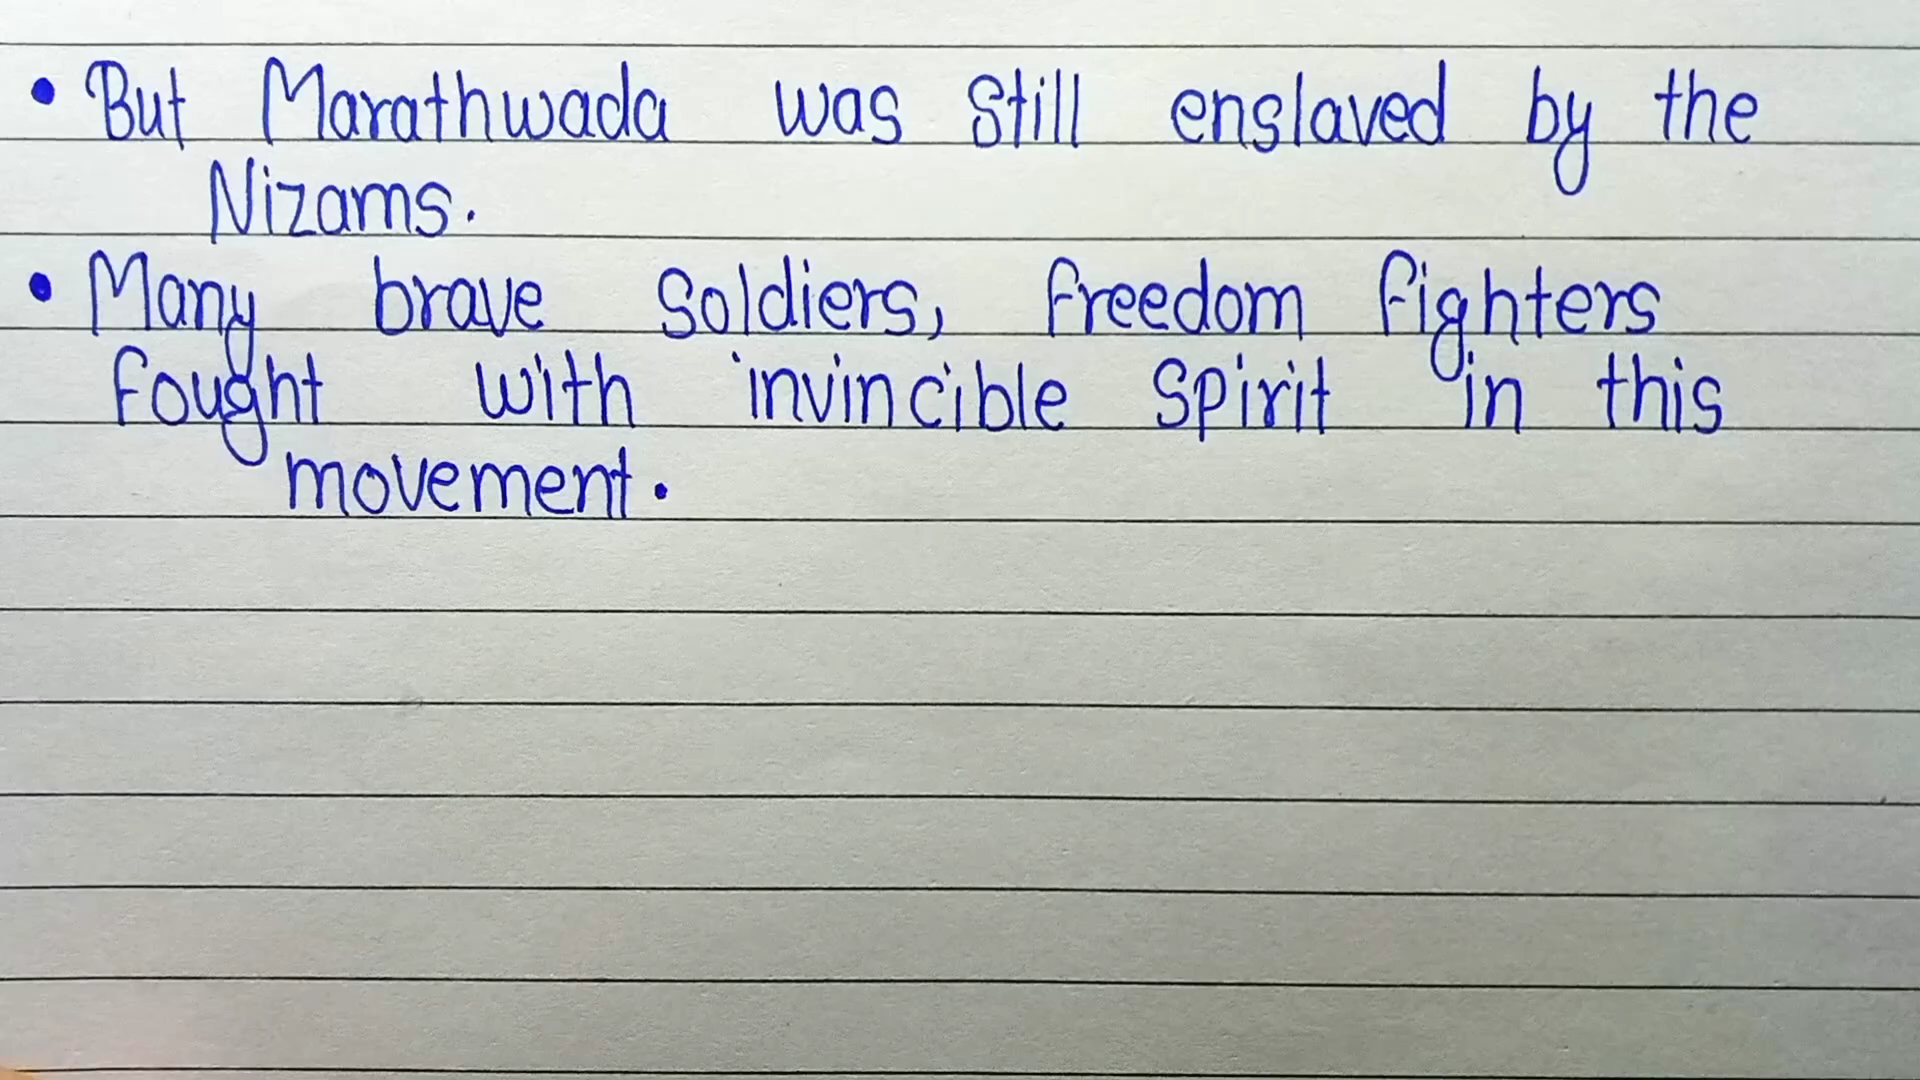 • But Marathwada was still enslaved by the
Nizams.
• Many brave soldiers, freedom fighters
fought with invincible spirit in this
movement.